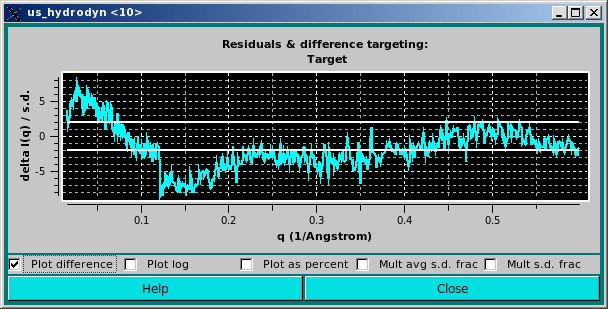 us_hydrodyn <10>
Residuals & difference targeting:
Target
delta I(q) / s.d.
5
0
-5
0.1 0.2 0.3 0.4 0.5
q (1/Angstrom)
Plot difference Plot log Plot as percent Mult avg s.d. frac Mult s.d. frac
Help Close